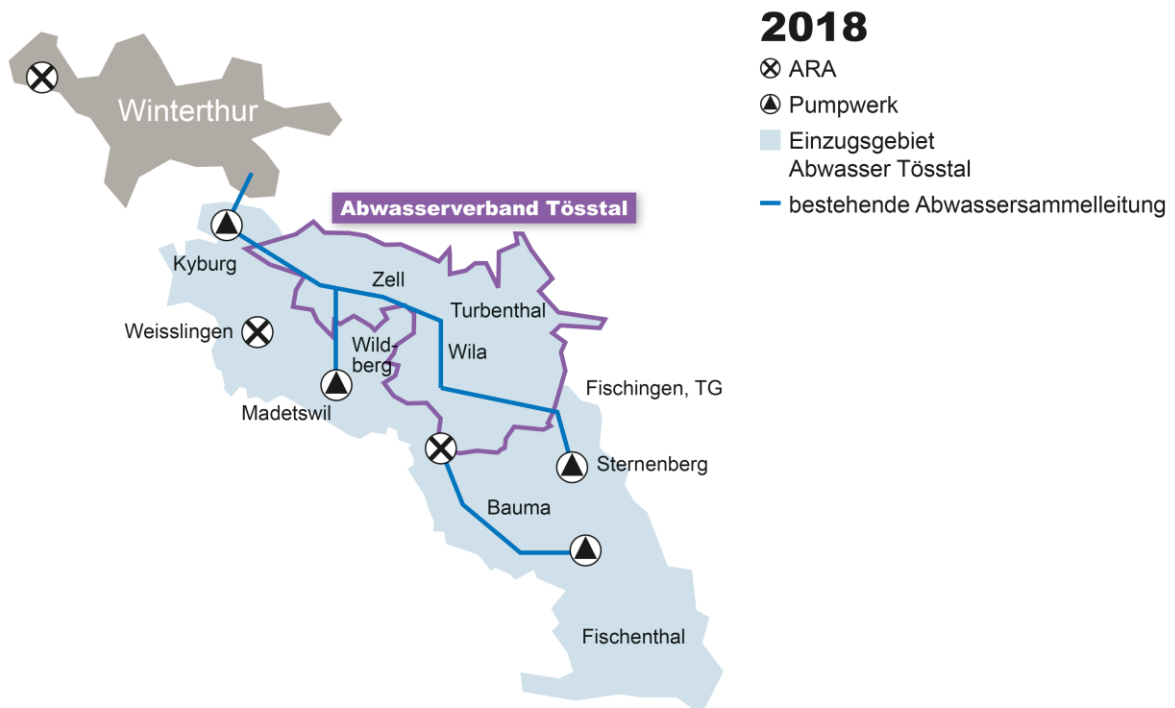 2018
ARA
Pumpwerk
Einzugsgebiet
Abwasser Tösstal
bestehende Abwassersammelleitung
Winterthur
Abwasserverband Tösstal
Kyburg
Zell
Turbenthal
Weisslingen
Wild-
berg
Wila
Madetswil
Fischingen, TG
Sternenberg
Bauma
Fischenthal